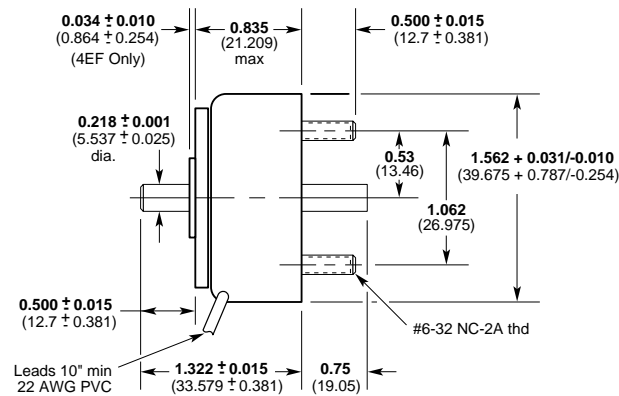 0.034 ± 0.010
(0.864 ± 0.254)
(4EF Only)
0.835
(21.209)
max
0.500 ± 0.015
(12.7 ± 0.381)
0.218 ± 0.001
(5.537 ± 0.025)
dia.
0.53
(13.46)
1.562 + 0.031/-0.010
(39.675 + 0.787/-0.254)
1.062
(26.975)
0.500 ± 0.015
(12.7 ± 0.381)
#6-32 NC-2A thd
Leads 10" min
22 AWG PVC
1.322 ± 0.015
(33.579 ± 0.381)
0.75
(19.05)